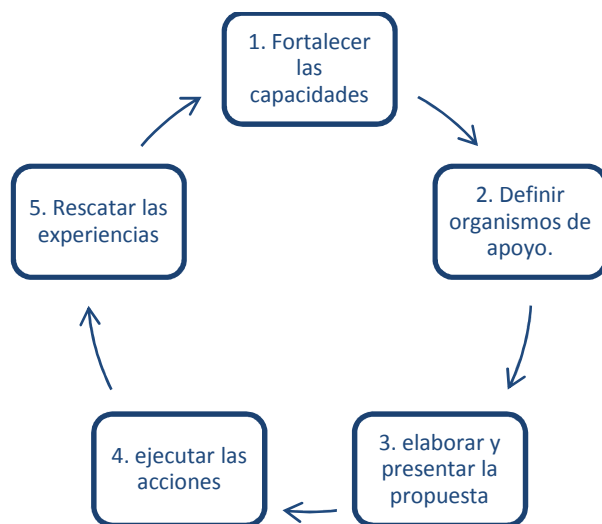 1. Fortalecer
las
capacidades
2. Definir
organismos de
apoyo.
3. elaborar y
presentar la
propuesta
4. ejecutar las
acciones
5. Rescatar las
experiencias